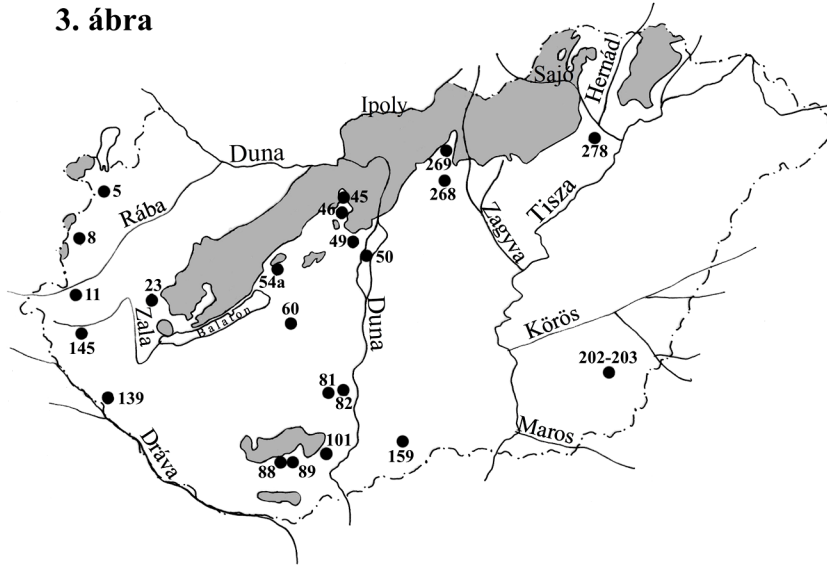 3. ábra
Ipoly
Sajó
Hernád
Duna
5
Rába
8
269
268
278
45
46
49
50
Zagyva
Tisza
11
23
54a
Balaton
Zala
60
Duna
145
Körös
202-203
139
81
82
Dráva
101
88
89
159
Maros